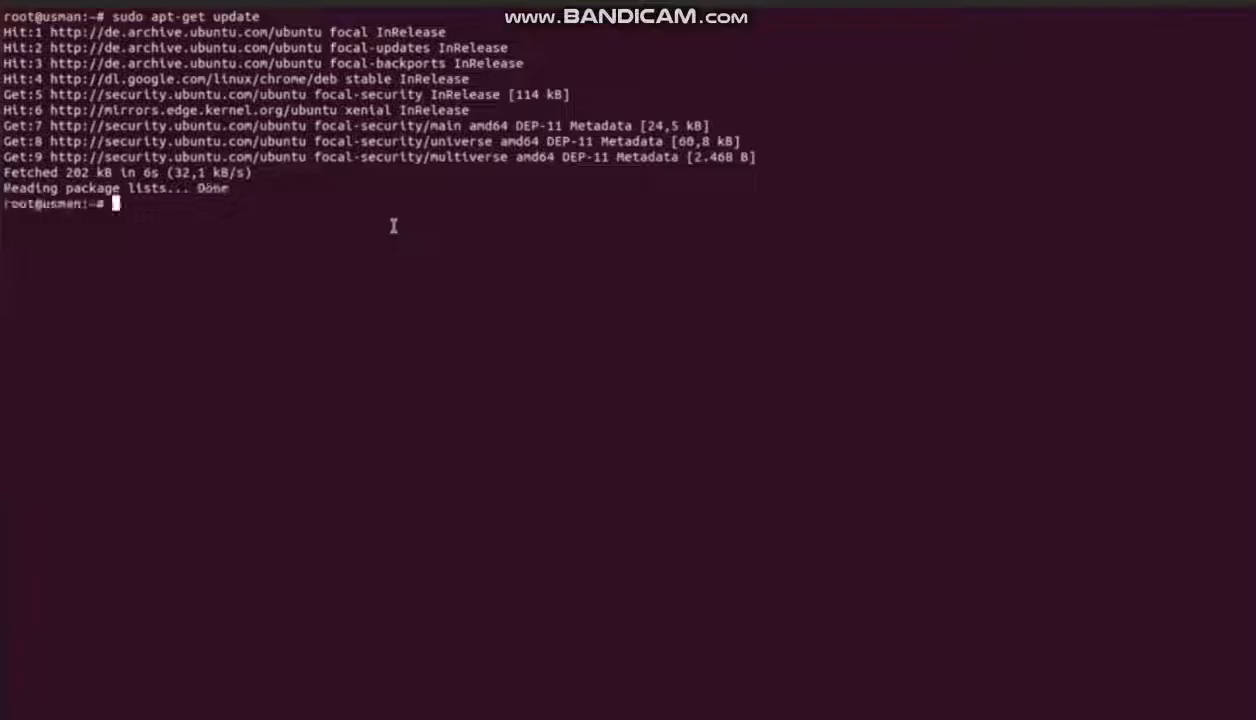 www.BANDICAM.com
root@usman:~# sudo apt-get update
Hit:1 http://de.archive.ubuntu.com/ubuntu focal InRelease
Hit:2 http://de.archive.ubuntu.com/ubuntu focal-updates InRelease
Hit:3 http://de.archive.ubuntu.com/ubuntu focal-backports InRelease
Hit:4 http://dl.google.com/linux/chrome/deb stable InRelease
Get:5 http://security.ubuntu.com/ubuntu focal-security InRelease [114 kB]
Hit:6 http://mirrors.edge.kernel.org/ubuntu xenial InRelease
Get:7 http://security.ubuntu.com/ubuntu focal-security/main amd64 DEP-11 Metadata [24,5 kB]
Get:8 http://security.ubuntu.com/ubuntu focal-security/universe amd64 DEP-11 Metadata [60,8 kB]
Get:9 http://security.ubuntu.com/ubuntu focal-security/multiverse amd64 DEP-11 Metadata [2.468 B]
Fetched 202 kB in 6s (32,1 kB/s)
Reading package lists... Done
root@usman:~#